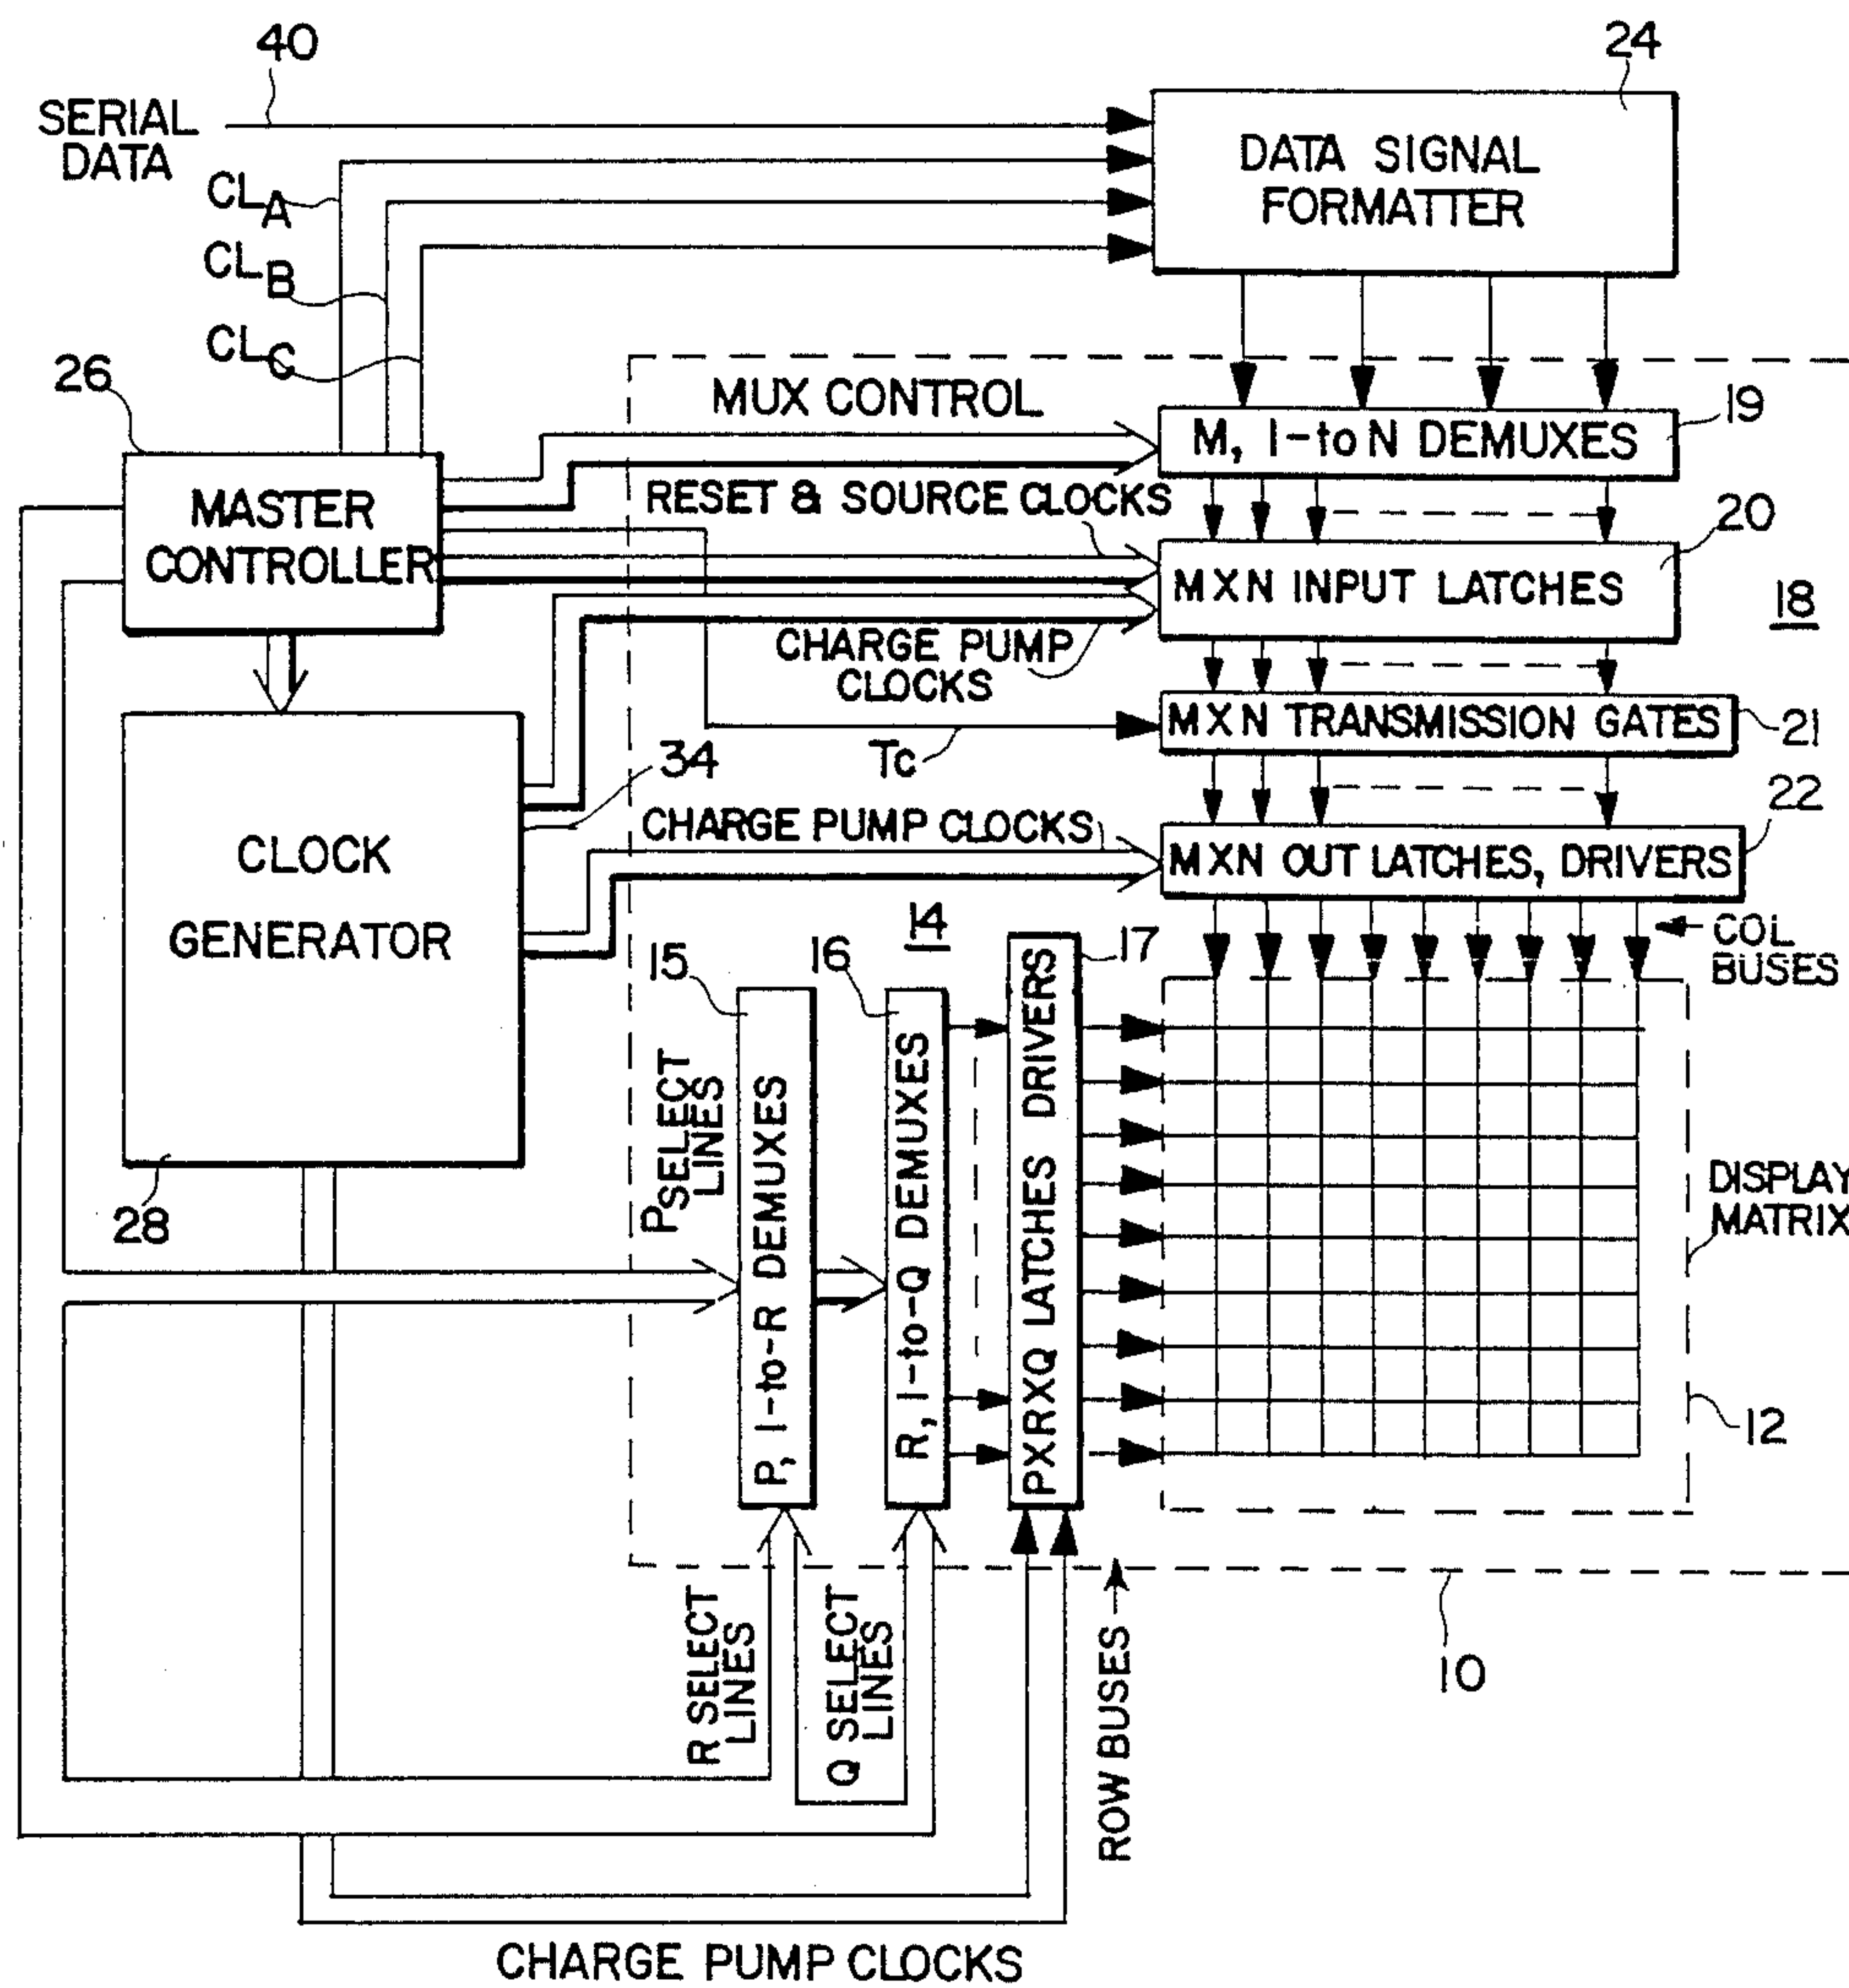 40
24
SERIAL
DATA
DATA SIGNAL
FORMATTER
CLA
CLB
CLC
26
MUX CONTROL
19
M, 1-to N DEMUXES
MASTER
CONTROLLER
RESET & SOURCE CLOCKS
20
MXN INPUT LATCHES
18
CHARGE PUMP
CLOCKS
MXN TRANSMISSION GATES
21
Tc
34
22
CHARGE PUMP CLOCKS
MXN OUT LATCHES, DRIVERS
CLOCK
GENERATOR
14
15
16
17
COL
BUSES
P SELECT
LINES
P, 1-to-R DEMUXES
R, 1-to-Q DEMUXES
PXRXQ LATCHES DRIVERS
DISPLAY
MATRIX
28
12
R SELECT
LINES
Q SELECT
LINES
ROW BUSES
10
CHARGE PUMP CLOCKS